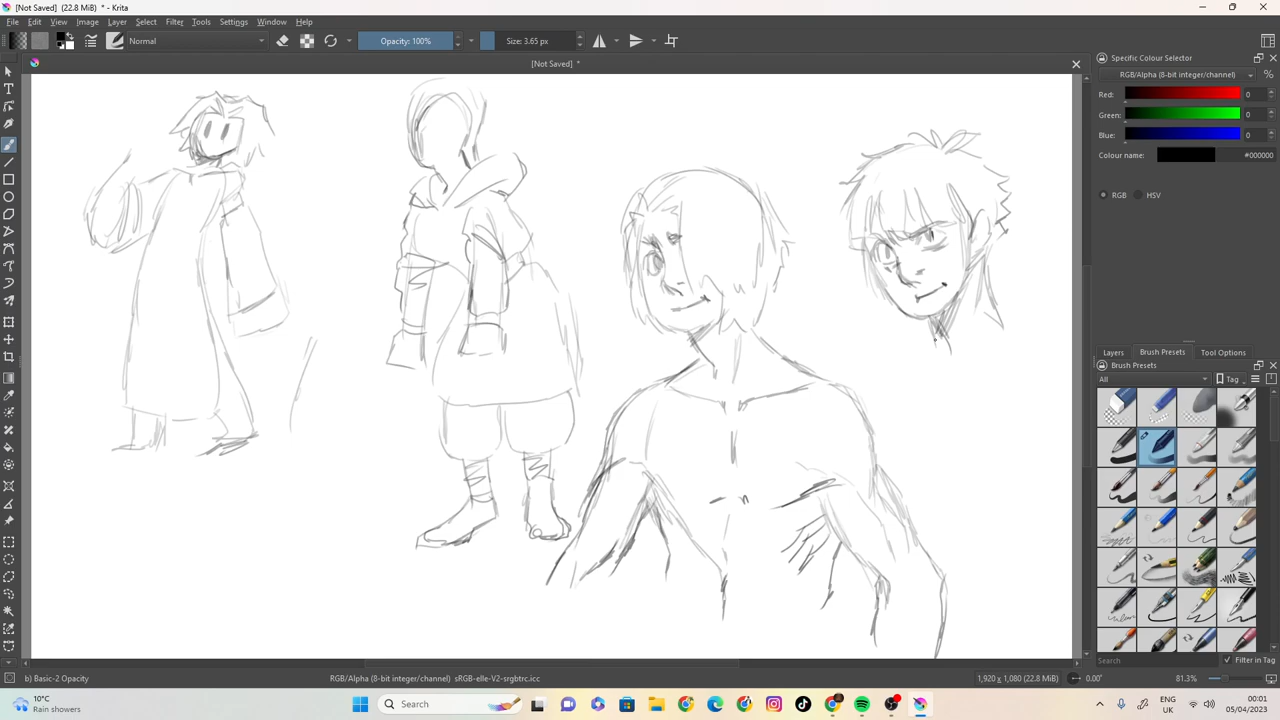 [Not Saved] (22.8 MiB) * - Krita
File Edit View Image Layer Select Filter Tools Settings Window Help
Normal
Opacity: 100%
Size: 3.65 px
[Not Saved] *
Specific Colour Selector
RGB/Alpha (8-bit integer/channel)
%
Red: 0
Green: 0
Blue: 0
Colour name: #000000
RGB HSV
Layers Brush Presets Tool Options
Brush Presets
All
Tag
Search
Filter in Tag
b) Basic-2 Opacity
RGB/Alpha (8-bit integer/channel) sRGB-elle-V2-srgbtrc.icc
1,920 x 1,080 (22.8 MiB)
0.00°
81.3%
10°C
Rain showers
Search
ENG
UK
00:01
05/04/2023